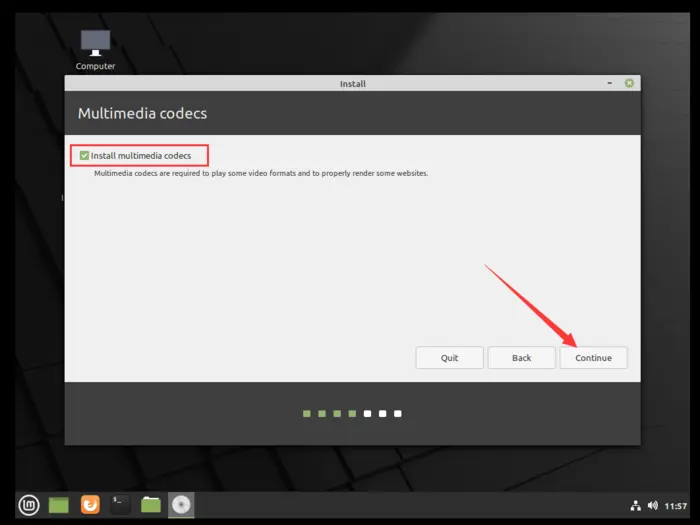 Computer
Install
Multimedia codecs
Install multimedia codecs
Multimedia codecs are required to play some video formats and to properly render some websites.
Quit
Back
Continue
11:57